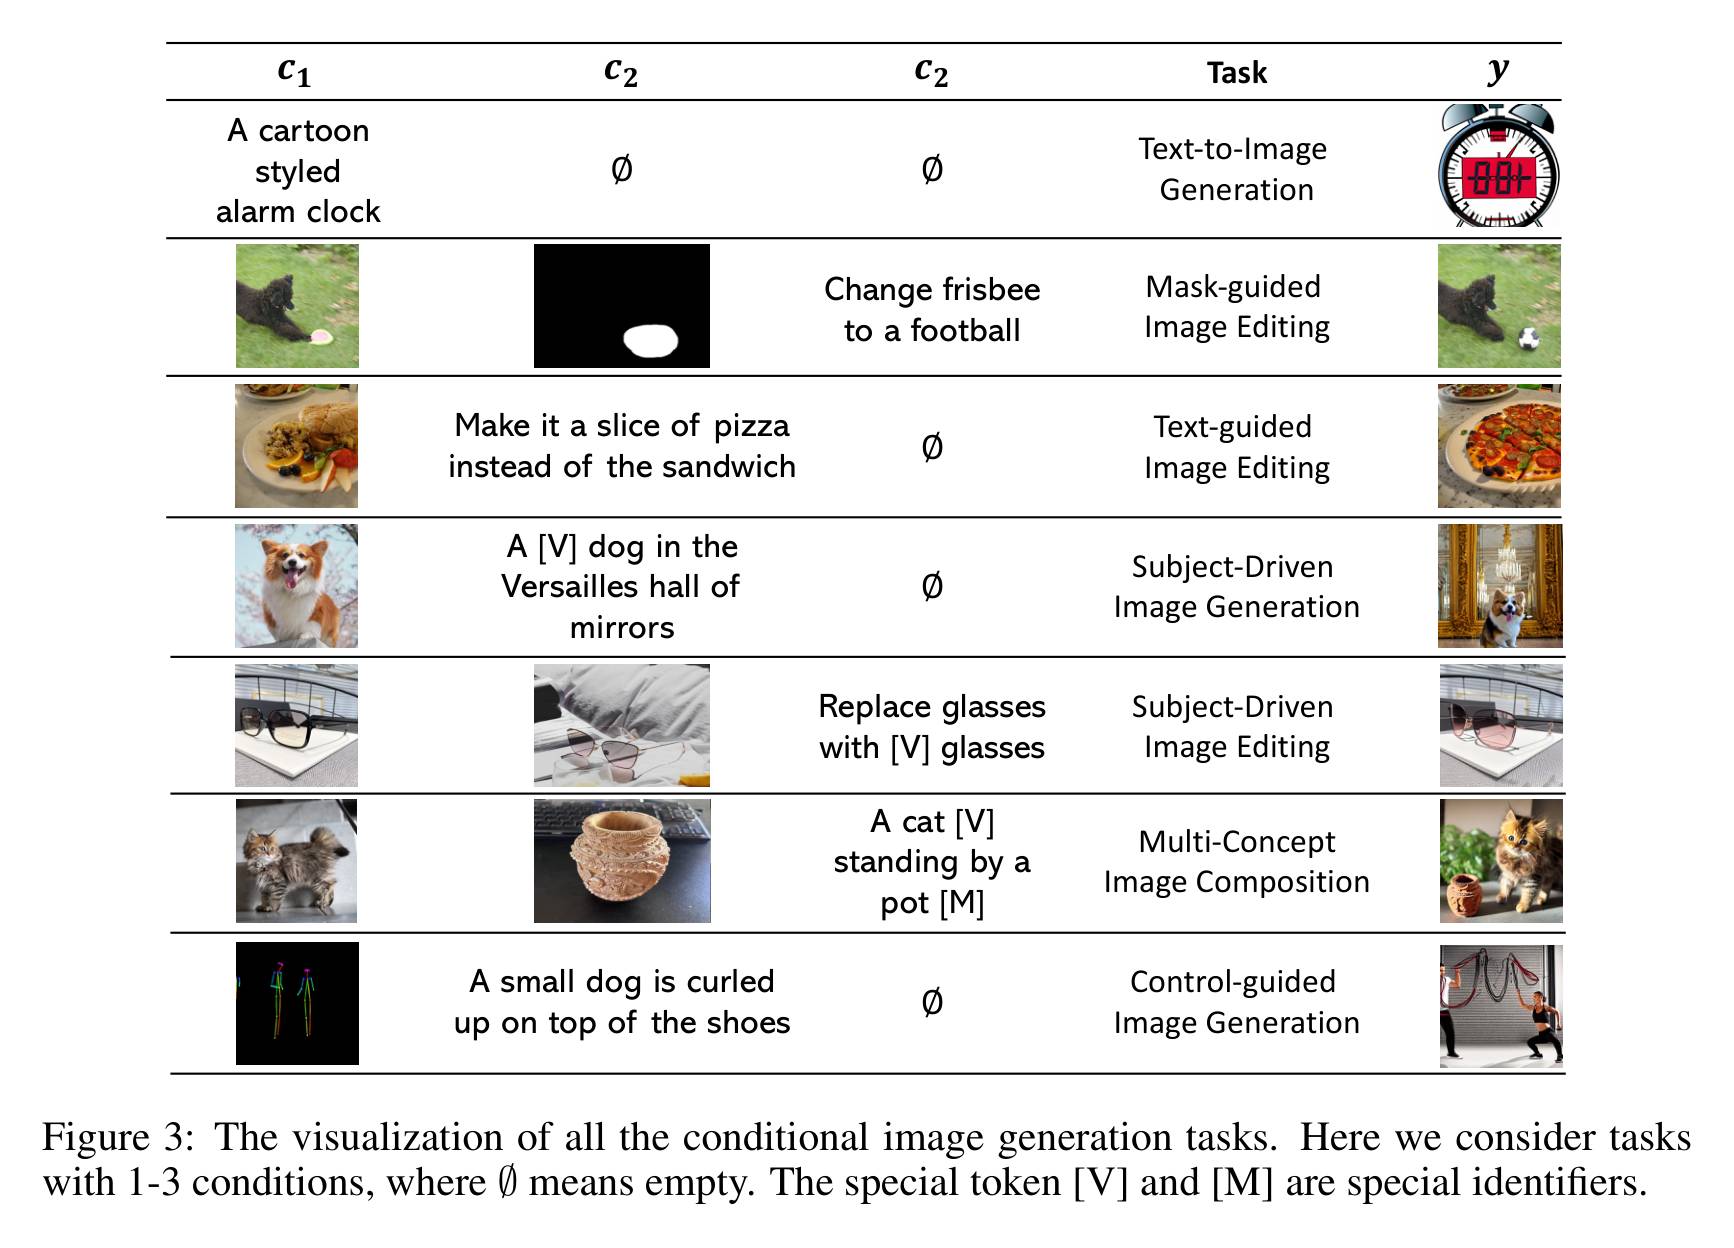 c1 c2 c2 Task y
A cartoon
styled
alarm clock
∅ ∅
Text-to-Image
Generation
Change frisbee
to a football
Mask-guided
Image Editing
Make it a slice of pizza
instead of the sandwich
∅
Text-guided
Image Editing
A [V] dog in the
Versailles hall of
mirrors
∅
Subject-Driven
Image Generation
Replace glasses
with [V] glasses
Subject-Driven
Image Editing
A cat [V]
standing by a
pot [M]
Multi-Concept
Image Composition
A small dog is curled
up on top of the shoes
∅
Control-guided
Image Generation
Figure 3: The visualization of all the conditional image generation tasks. Here we consider tasks
with 1-3 conditions, where ∅ means empty. The special token [V] and [M] are special identifiers.